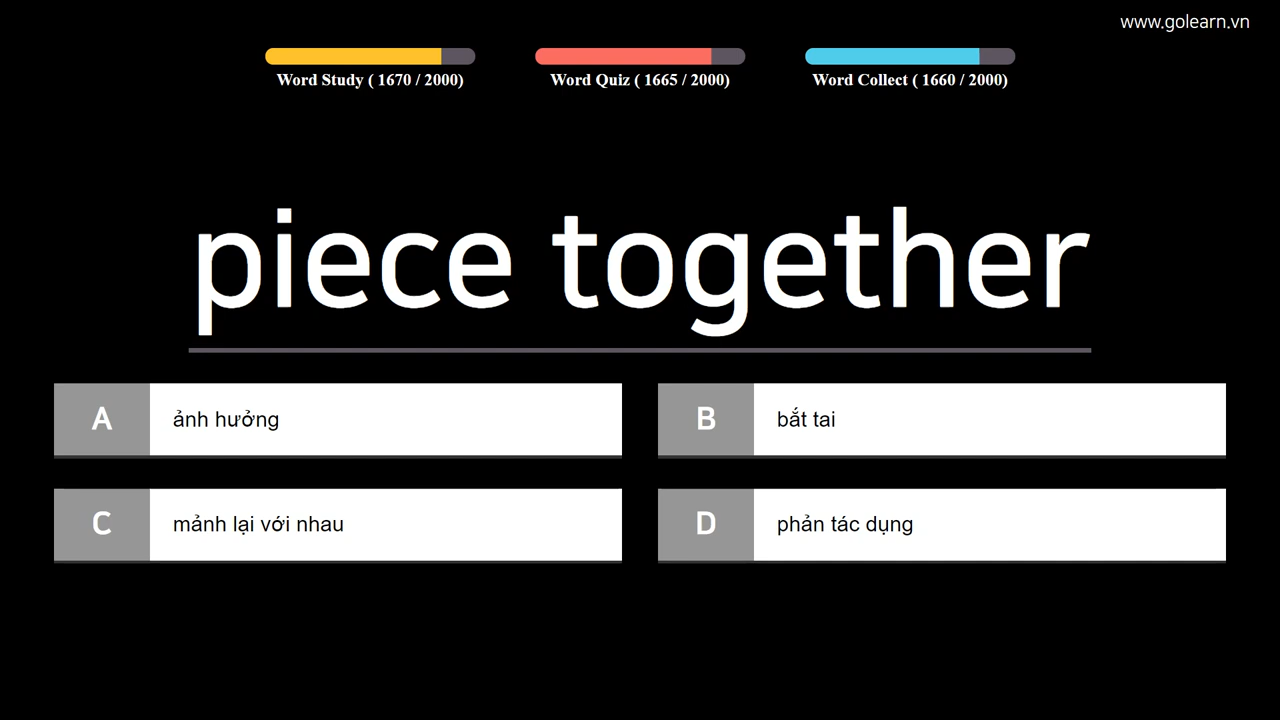 www.golearn.vn
Word Study ( 1670 / 2000)
Word Quiz ( 1665 / 2000)
Word Collect ( 1660 / 2000)
piece together
A ảnh hưởng
B bắt tai
C mảnh lại với nhau
D phản tác dụng